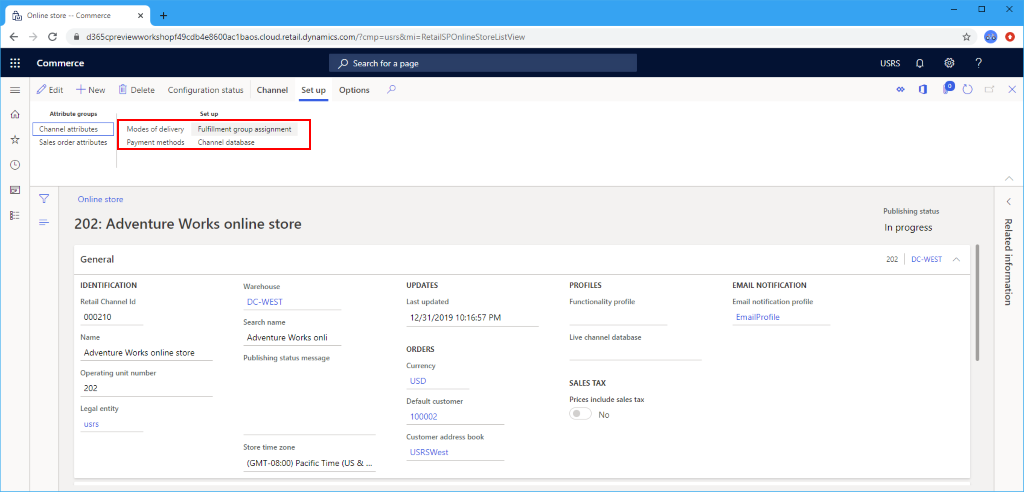 Online store -- Commerce
d365cpreviewworkshopf49cdb4e8600ac1baos.cloud.retail.dynamics.com/?cmp=usrs&mi=RetailSPOnlineStoreListView
Commerce
Search for a page
USRS
?
Edit
New
Delete
Configuration status
Channel
Set up
Options
0
Attribute groups
Channel attributes
Sales order attributes
Set up
Modes of delivery
Fulfillment group assignment
Payment methods
Channel database
Online store
202: Adventure Works online store
Publishing status
In progress
Related information
General
202
DC-WEST
IDENTIFICATION
Retail Channel Id
000210
Name
Adventure Works online store
Operating unit number
202
Legal entity
usrs
Warehouse
DC-WEST
Search name
Adventure Works onli
Publishing status message
Store time zone
(GMT-08:00) Pacific Time (US & ...
UPDATES
Last updated
12/31/2019 10:16:57 PM
ORDERS
Currency
USD
Default customer
100002
Customer address book
USRSWest
PROFILES
Functionality profile
Live channel database
SALES TAX
Prices include sales tax
No
EMAIL NOTIFICATION
Email notification profile
EmailProfile